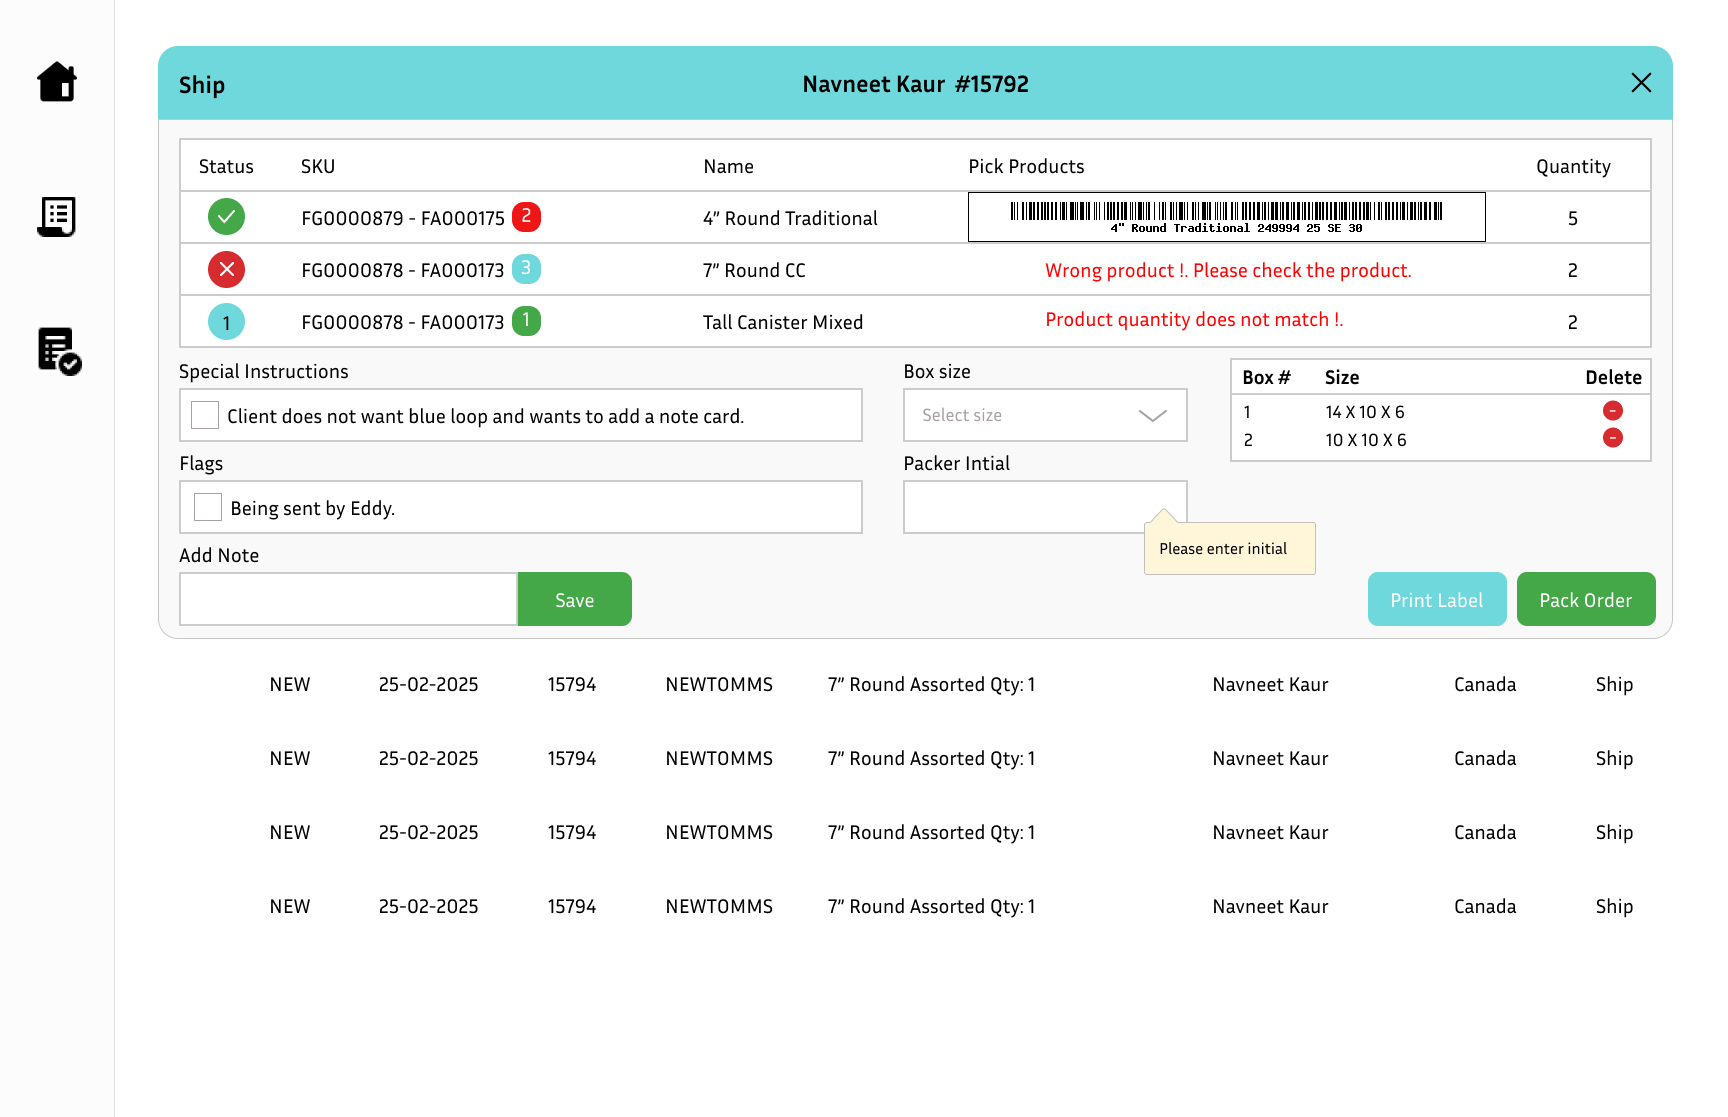 Ship
Navneet Kaur #15792
Status SKU Name Pick Products Quantity
FG0000879 - FA000175 2 4” Round Traditional 5
4" Round Traditional 249994 25 SE 30
FG0000878 - FA000173 3 7” Round CC Wrong product !. Please check the product. 2
1 FG0000878 - FA000173 1 Tall Canister Mixed Product quantity does not match !. 2
Special Instructions
Client does not want blue loop and wants to add a note card.
Box size
Select size
Box # Size Delete
1 14 X 10 X 6
2 10 X 10 X 6
Flags
Being sent by Eddy.
Packer Intial
Please enter initial
Add Note
Save
Print Label
Pack Order
NEW 25-02-2025 15794 NEWTOMMS 7” Round Assorted Qty: 1 Navneet Kaur Canada Ship
NEW 25-02-2025 15794 NEWTOMMS 7” Round Assorted Qty: 1 Navneet Kaur Canada Ship
NEW 25-02-2025 15794 NEWTOMMS 7” Round Assorted Qty: 1 Navneet Kaur Canada Ship
NEW 25-02-2025 15794 NEWTOMMS 7” Round Assorted Qty: 1 Navneet Kaur Canada Ship